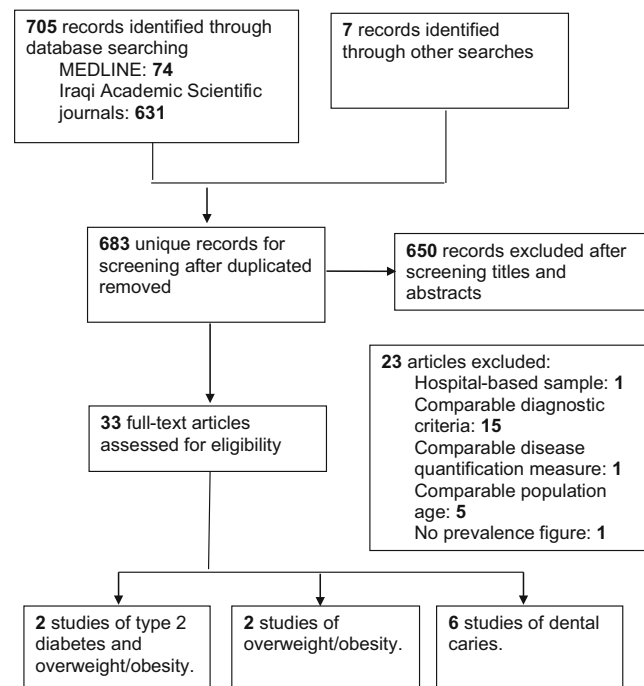 705 records identified through
database searching
MEDLINE: 74
Iraqi Academic Scientific
journals: 631
7 records identified
through other searches
683 unique records for
screening after duplicated
removed
650 records excluded after
screening titles and
abstracts
33 full-text articles
assessed for eligibility
23 articles excluded:
Hospital-based sample: 1
Comparable diagnostic
criteria: 15
Comparable disease
quantification measure: 1
Comparable population
age: 5
No prevalence figure: 1
2 studies of type 2
diabetes and
overweight/obesity.
2 studies of
overweight/obesity.
6 studies of dental
caries.